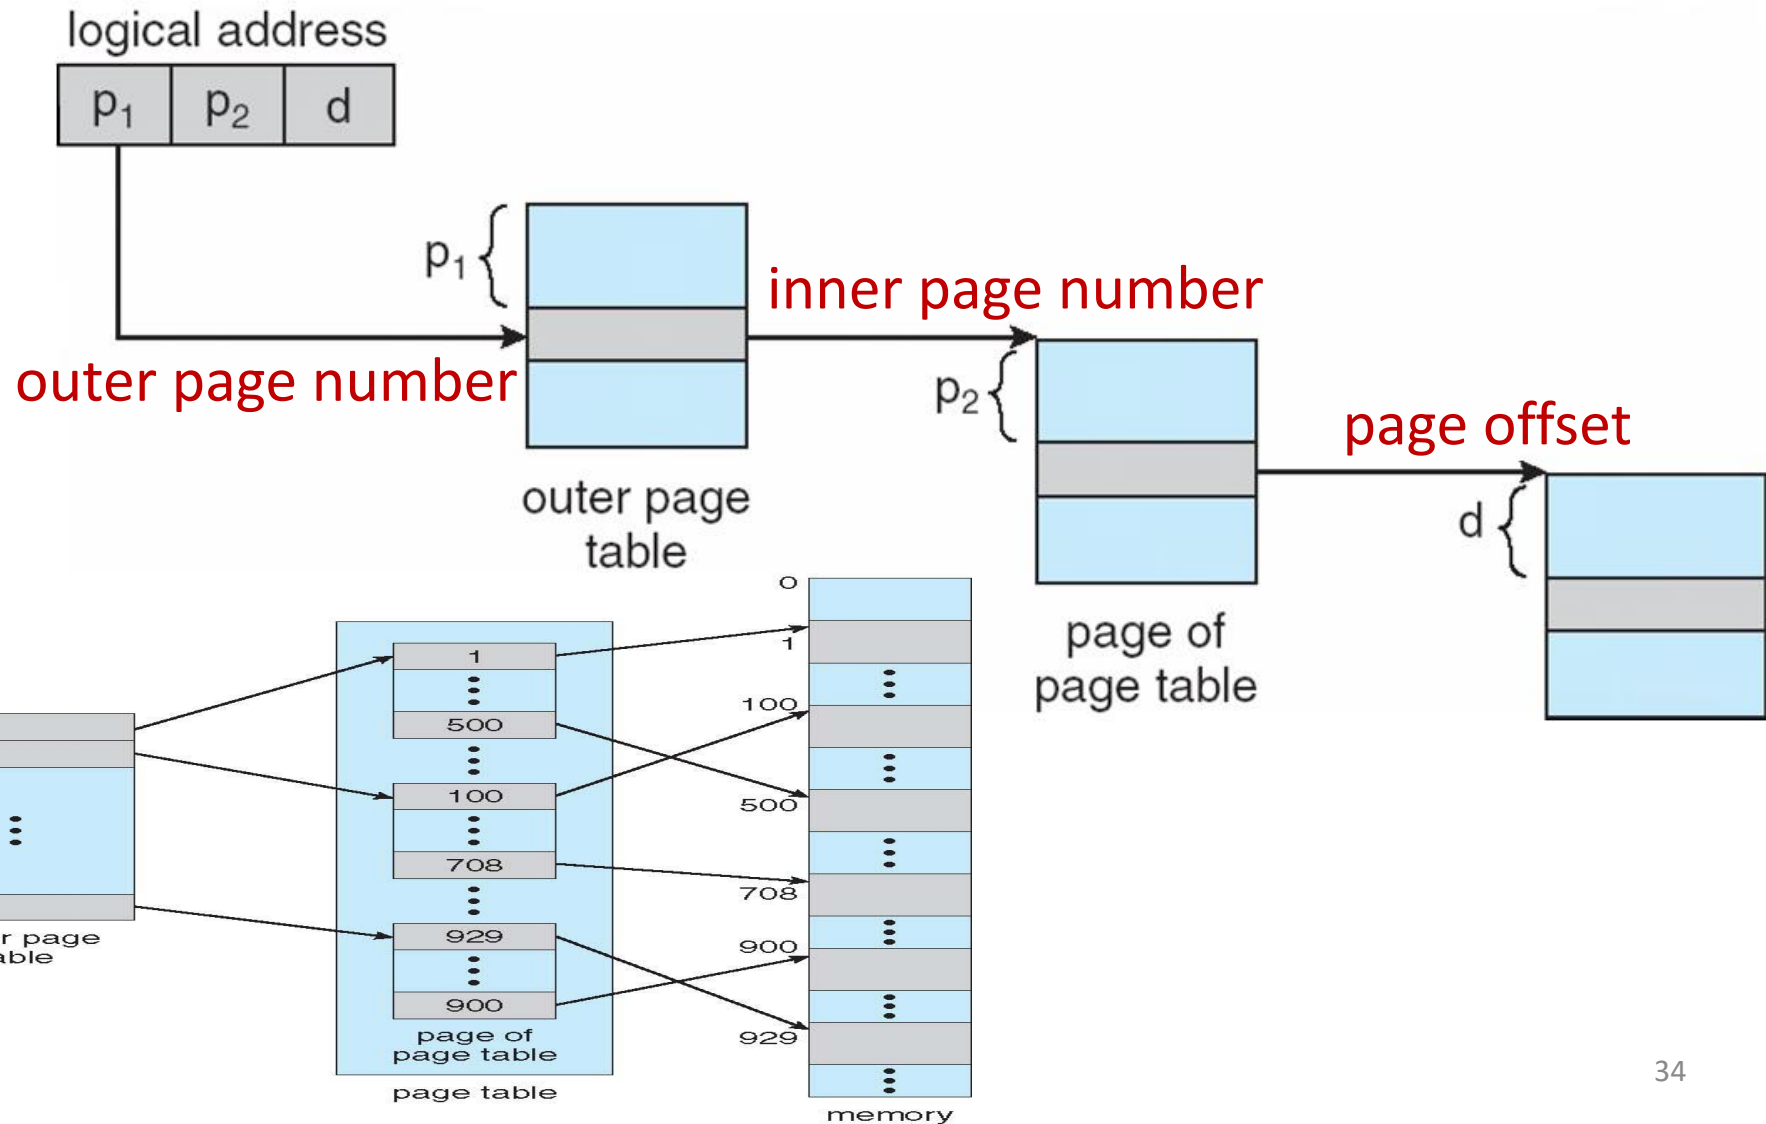 logical address
p₁ p₂ d
p₁
inner page number
outer page number
p₂
page offset
outer page
table
d
page of
page table
0
1
100
500
708
900
929
1
500
100
708
929
900
page of
page table
page table
r page
able
memory
34